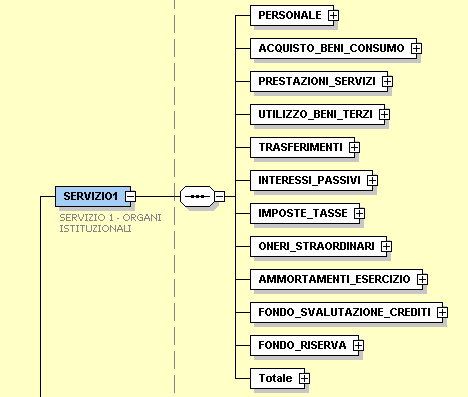 PERSONALE
ACQUISTO_BENI_CONSUMO
PRESTAZIONI_SERVIZI
UTILIZZO_BENI_TERZI
TRASFERIMENTI
INTERESSI_PASSIVI
SERVIZIO1
SERVIZIO 1 - ORGANI
ISTITUZIONALI
IMPOSTE_TASSE
ONERI_STRAORDINARI
AMMORTAMENTI_ESERCIZIO
FONDO_SVALUTAZIONE_CREDITI
FONDO_RISERVA
Totale